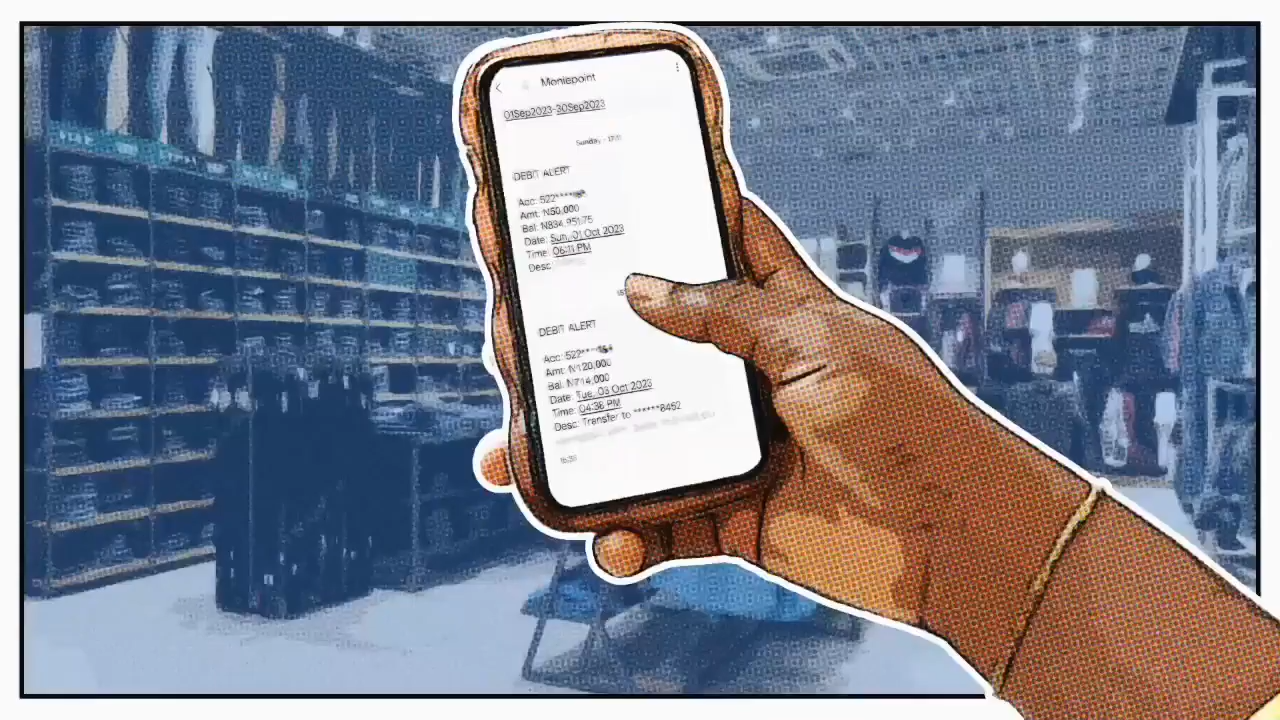 Moniepoint
01Sep2023-30Sep2023
Sunday
DEBIT ALERT
Acc: 522****
Amt: N50,000
Bal: N834,951.75
Date: Sun, 01 Oct 2023
Time: 06:11 PM
Desc:
DEBIT ALERT
Acc: 522***
Amt: N120,000
Bal: N714,000
Date: Tue, 03 Oct 2023
Time: 04:36 PM
Desc: Transfer to ******8452